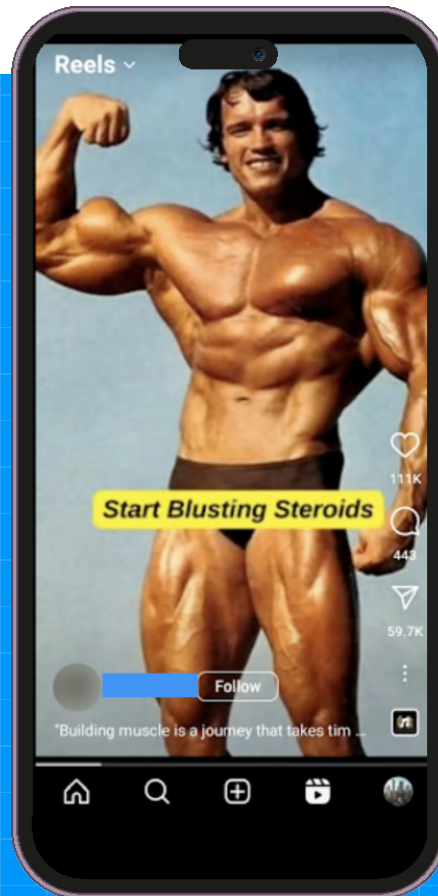 Reels
111K
Start Blusting Steroids
443
59.7K
Follow
"Building muscle is a journey that takes tim ...